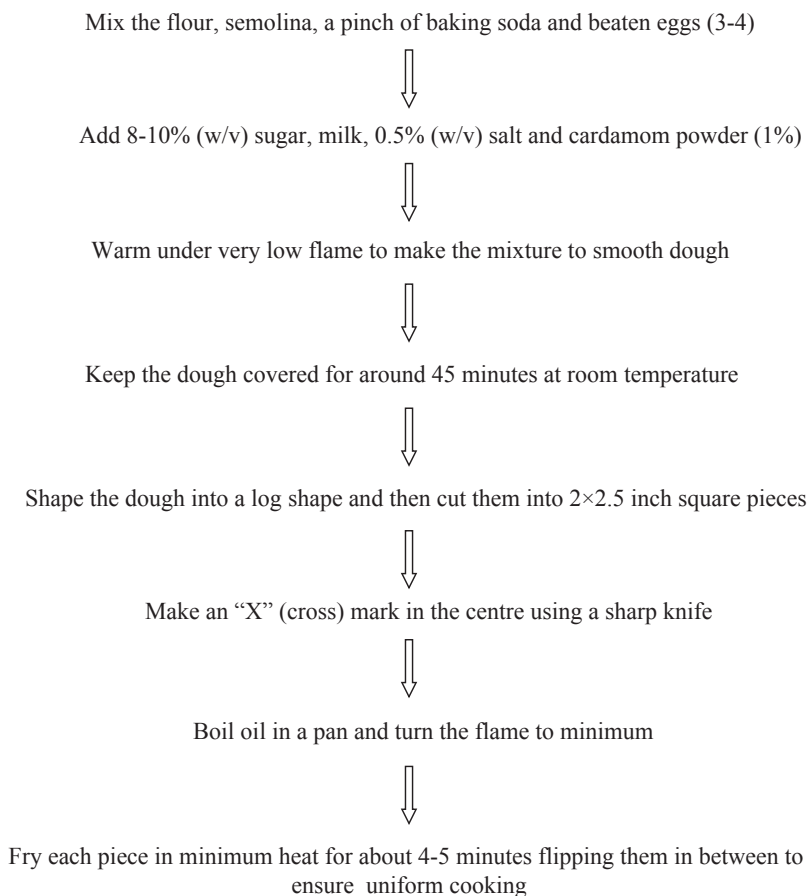 Mix the flour, semolina, a pinch of baking soda and beaten eggs (3-4)
Add 8-10% (w/v) sugar, milk, 0.5% (w/v) salt and cardamom powder (1%)
Warm under very low flame to make the mixture to smooth dough
Keep the dough covered for around 45 minutes at room temperature
Shape the dough into a log shape and then cut them into 2×2.5 inch square pieces
Make an “X” (cross) mark in the centre using a sharp knife
Boil oil in a pan and turn the flame to minimum
Fry each piece in minimum heat for about 4-5 minutes flipping them in between to
ensure uniform cooking